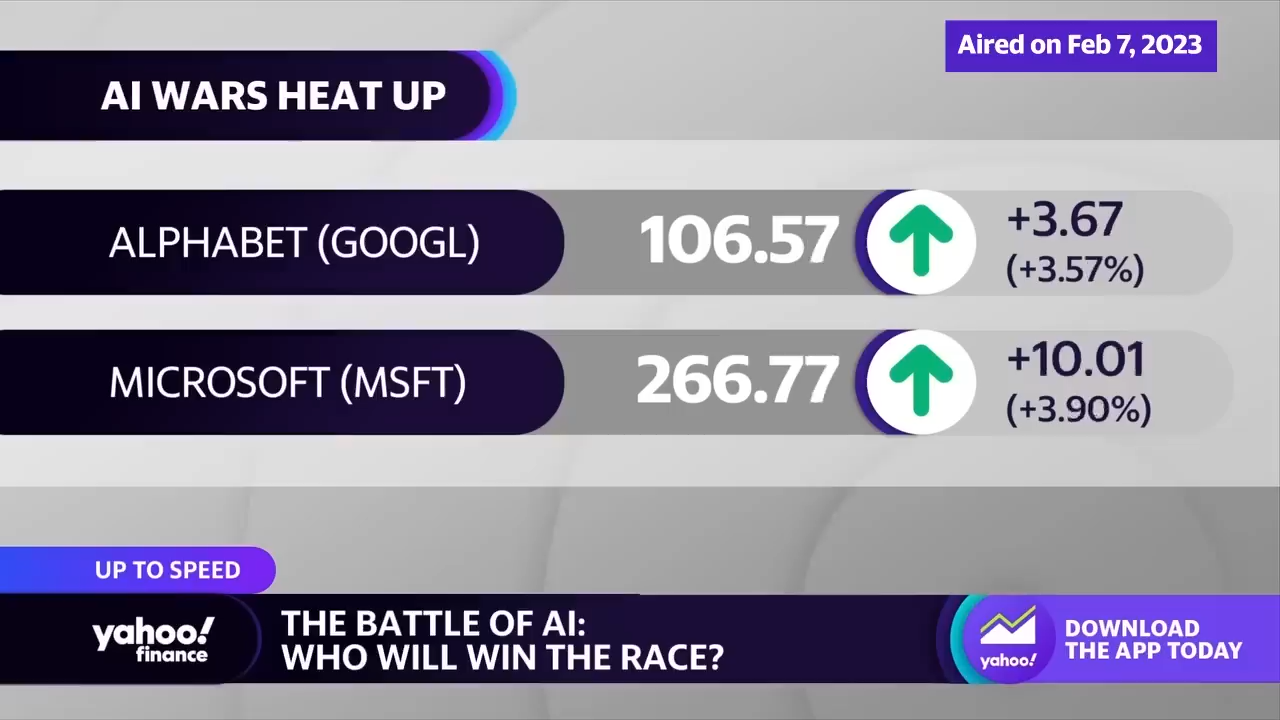 Aired on Feb 7, 2023
AI WARS HEAT UP
ALPHABET (GOOGL) 106.57 +3.67
(+3.57%)
MICROSOFT (MSFT) 266.77 +10.01
(+3.90%)
UP TO SPEED
yahoo!
finance
THE BATTLE OF AI:
WHO WILL WIN THE RACE?
yahoo!
DOWNLOAD
THE APP TODAY